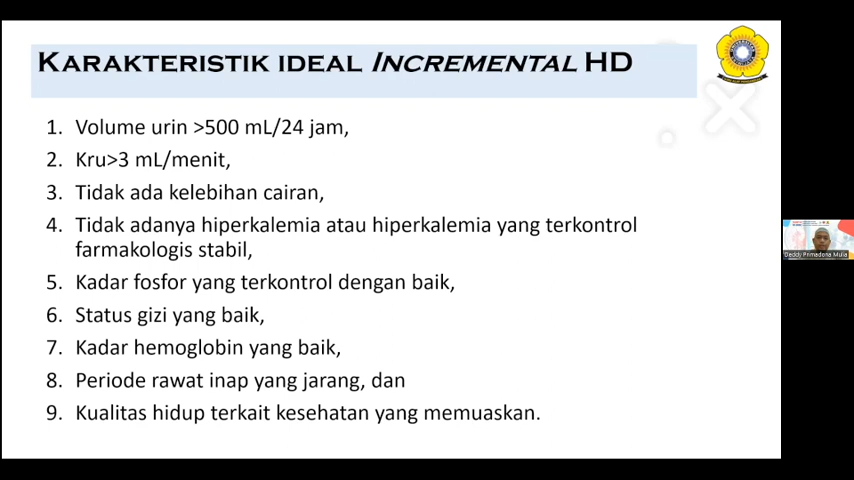 KARAKTERISTIK IDEAL INCREMENTAL HD
1. Volume urin >500 mL/24 jam,
2. Kru>3 mL/menit,
3. Tidak ada kelebihan cairan,
4. Tidak adanya hiperkalemia atau hiperkalemia yang terkontrol
farmakologis stabil,
5. Kadar fosfor yang terkontrol dengan baik,
6. Status gizi yang baik,
7. Kadar hemoglobin yang baik,
8. Periode rawat inap yang jarang, dan
9. Kualitas hidup terkait kesehatan yang memuaskan.
Deddy Primadona Mula